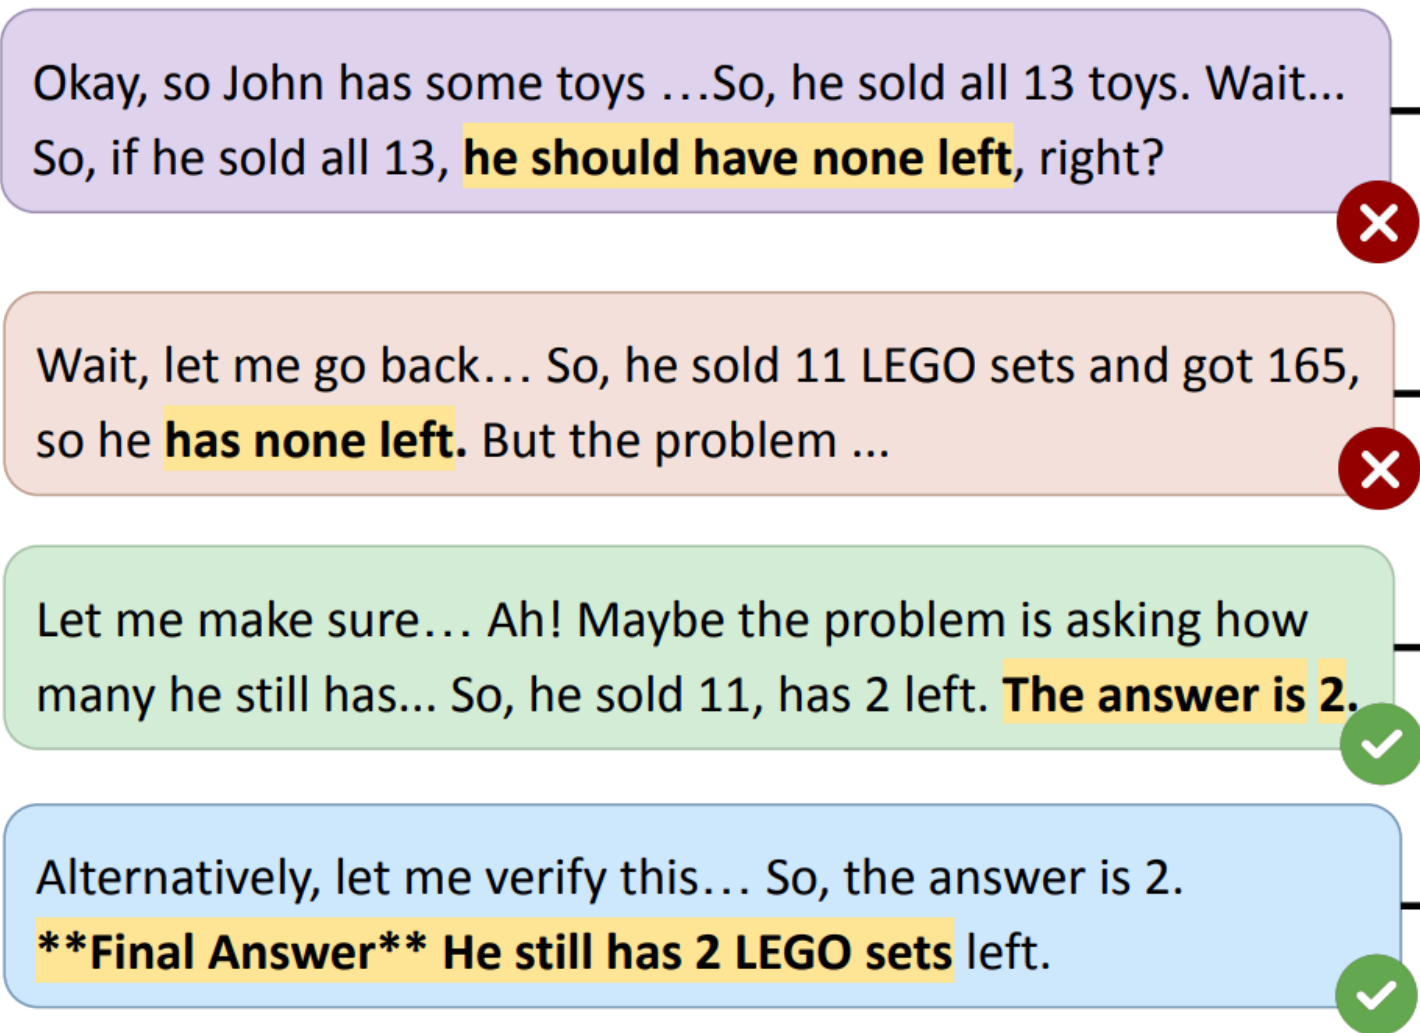 Okay, so John has some toys …So, he sold all 13 toys. Wait...
So, if he sold all 13, he should have none left, right?
Wait, let me go back… So, he sold 11 LEGO sets and got 165,
so he has none left. But the problem ...
Let me make sure… Ah! Maybe the problem is asking how
many he still has... So, he sold 11, has 2 left. The answer is 2.
Alternatively, let me verify this… So, the answer is 2.
**Final Answer** He still has 2 LEGO sets left.